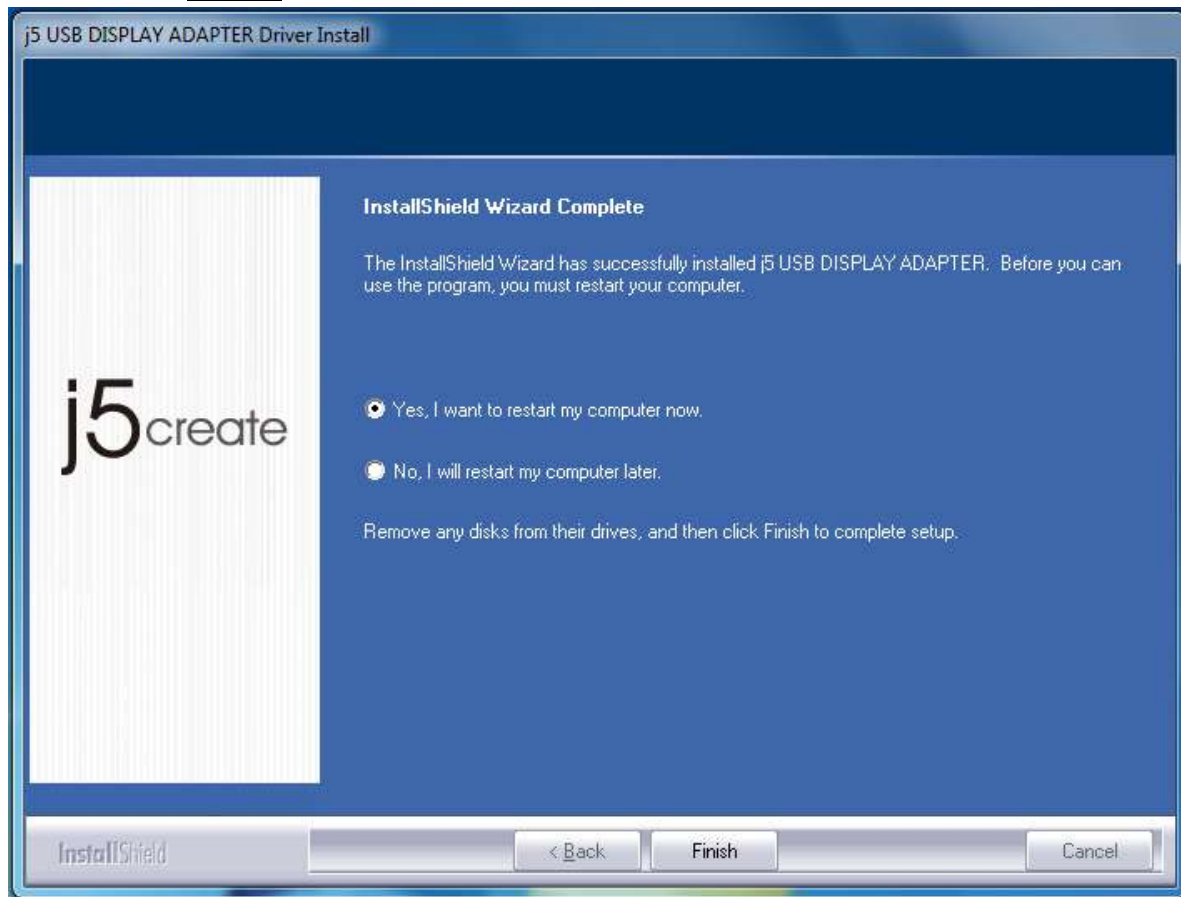 j5 USB DISPLAY ADAPTER Driver Install
InstallShield Wizard Complete
The InstallShield Wizard has successfully installed j5 USB DISPLAY ADAPTER. Before you can
use the program, you must restart your computer.
j5create
Yes, I want to restart my computer now.
No, I will restart my computer later.
Remove any disks from their drives, and then click Finish to complete setup.
InstallShield
< Back
Finish
Cancel